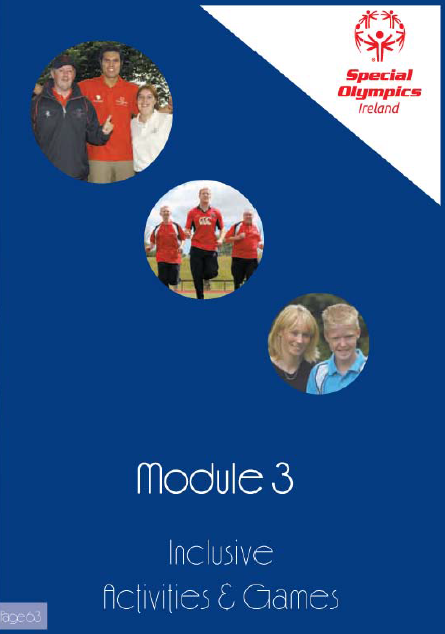 Special
Olympics
Ireland
Module 3
Inclusive
Activities & Games
Page 63